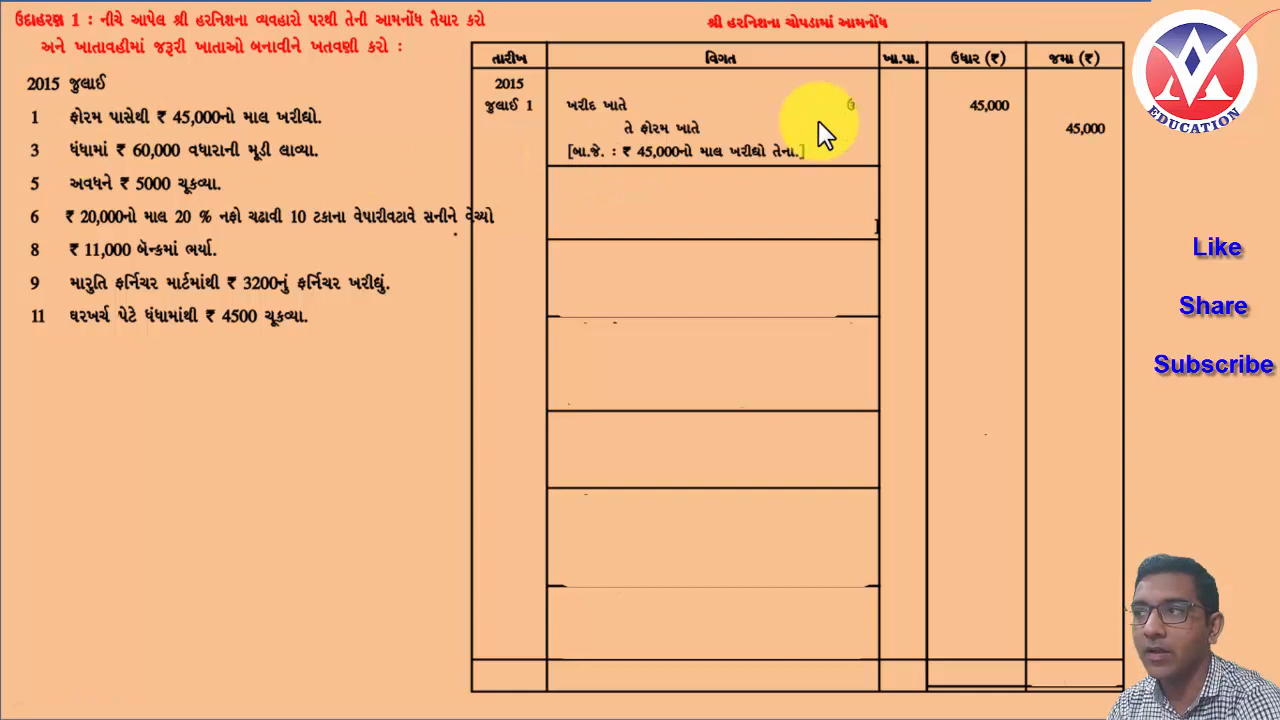 ઉદાહરણ 1 : નીચે આપેલ શ્રી હરનિશના વ્યવહારો પરથી તેની આમનોંધ તૈયાર કરો
અને ખાતાવહીમાં જરૂરી ખાતાઓ બનાવીને ખતવણી કરો :
2015 જુલાઈ
1 ફોરમ પાસેથી ₹ 45,000નો માલ ખરીદ્યો.
3 ધંધામાં ₹ 60,000 વધારાની મૂડી લાવ્યા.
5 અવધને ₹ 5000 ચૂકવ્યા.
6 ₹ 20,000નો માલ 20 % નફો ચઢાવી 10 ટકાના વેપારીવટાવે સનીને વેચ્યો
8 ₹ 11,000 બૅન્કમાં ભર્યા.
9 મારુતિ ફર્નિચર માર્ટમાંથી ₹ 3200નું ફર્નિચર ખરીદ્યું.
11 ઘરખર્ચ પેટે ધંધામાંથી ₹ 4500 ચૂકવ્યા.
શ્રી હરનિશના ચોપડામાં આમનોંધ
તારીખ વિગત ખા.પા. ઉધાર (₹) જમા (₹)
2015
જુલાઈ 1 ખરીદ ખાતે ઉ 45,000
તે ફોરમ ખાતે 45,000
[બા.જે. : ₹ 45,000નો માલ ખરીદ્યો તેના.]
]
EDUCATION
Like
Share
Subscribe